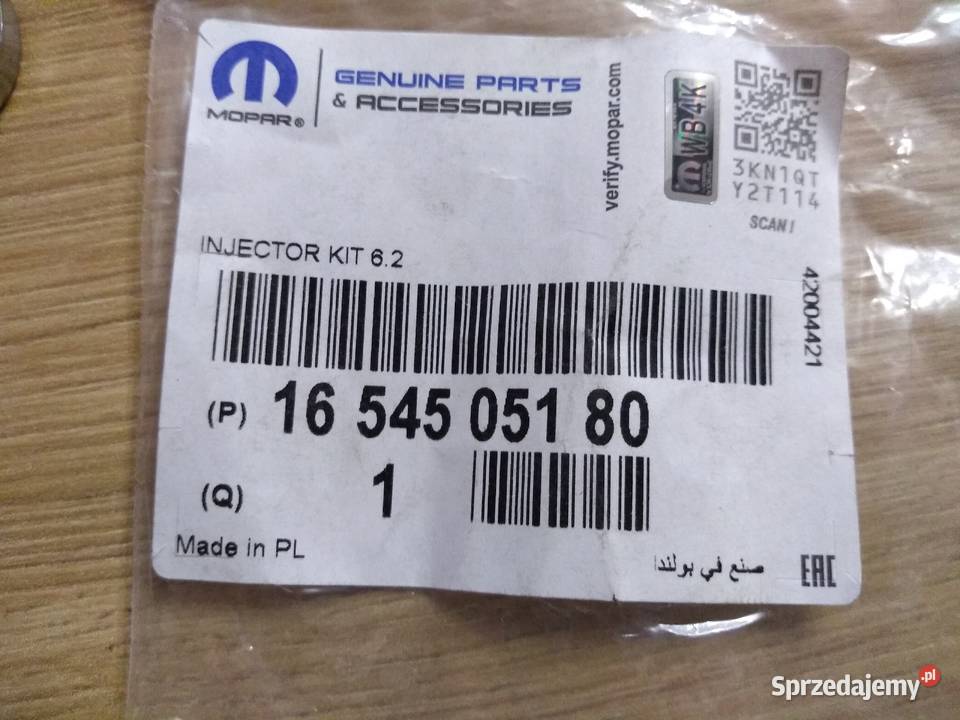 MOPAR®
GENUINE PARTS
& ACCESSORIES
verify.mopar.com
WB4K
3KN1QT
Y2T114
SCAN!
INJECTOR KIT 6.2
42004421
(P) 16 545 051 80
(Q) 1
Made in PL
صنع في بولندا
EAC
Sprzedajemy.pl